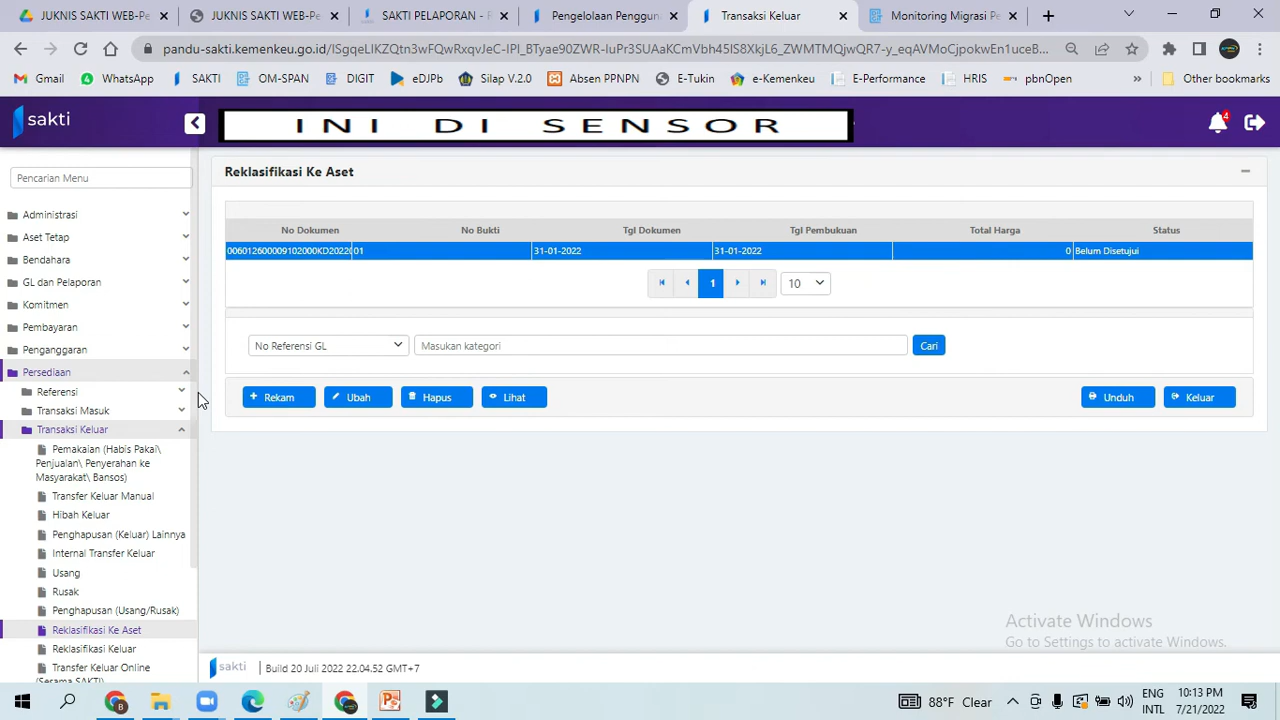 JUKNIS SAKTI WEB-Pe
JUKNIS SAKTI WEB-Pe
SAKTI PELAPORAN - R
Pengelolaan Penggun
Transaksi Keluar
Monitoring Migrasi Pe
Gmail WhatsApp SAKTI OM-SPAN DIGIT eDJPb Silap V.2.0 Absen PPNPN E-Tukin e-Kemenkeu E-Performance HRIS pbnOpen » Other bookmarks
sakti
INI DI SENSOR
4
Pencarian Menu
Administrasi
Aset Tetap
Bendahara
GL dan Pelaporan
Komitmen
Pembayaran
Penganggaran
Persediaan
Referensi
Transaksi Masuk
Transaksi Keluar
Pemakaian (Habis Pakai\
Penjualan\ Penyerahan ke
Masyarakat\ Bansos)
Transfer Keluar Manual
Hibah Keluar
Penghapusan (Keluar) Lainnya
Internal Transfer Keluar
Usang
Rusak
Penghapusan (Usang/Rusak)
Reklasifikasi Ke Aset
Reklasifikasi Keluar
Transfer Keluar Online
(Sesama SAKTI)
Reklasifikasi Ke Aset
No Dokumen No Bukti Tgl Dokumen Tgl Pembukuan Total Harga Status
01 31-01-2022 31-01-2022 0 Belum Disetujui
1 10
No Referensi GL Masukan kategori Cari
Rekam Ubah Hapus Lihat Unduh Keluar
Activate Windows
Go to Settings to activate Windows.
sakti | Build 20 Juli 2022 22.04.52 GMT+7
88°F Clear
ENG
INTL
10:13 PM
7/21/2022